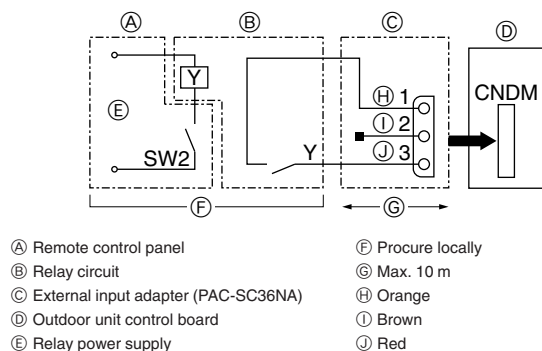 Ⓐ Ⓑ Ⓒ Ⓓ
CNDM
Y
Ⓗ 1
Ⓔ
Ⓘ 2
SW2 Y Ⓙ 3
Ⓕ Ⓖ
Ⓐ Remote control panel
Ⓑ Relay circuit
Ⓒ External input adapter (PAC-SC36NA)
Ⓓ Outdoor unit control board
Ⓔ Relay power supply
Ⓕ Procure locally
Ⓖ Max. 10 m
Ⓗ Orange
Ⓘ Brown
Ⓙ Red